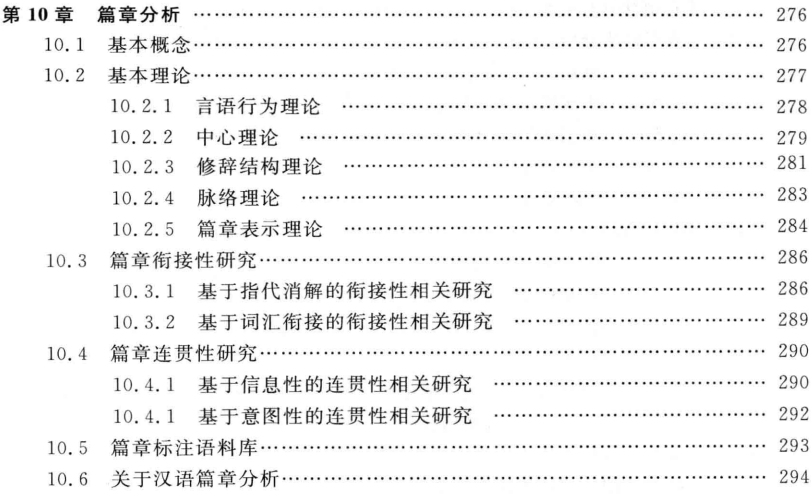 第 10 章 篇章分析 …… 276
10.1 基本概念…… 276
10.2 基本理论…… 277
10.2.1 言语行为理论 …… 278
10.2.2 中心理论 …… 279
10.2.3 修辞结构理论 …… 281
10.2.4 脉络理论 …… 283
10.2.5 篇章表示理论 …… 284
10.3 篇章衔接性研究…… 286
10.3.1 基于指代消解的衔接性相关研究 …… 286
10.3.2 基于词汇衔接的衔接性相关研究 …… 289
10.4 篇章连贯性研究…… 290
10.4.1 基于信息性的连贯性相关研究 …… 290
10.4.1 基于意图性的连贯性相关研究 …… 292
10.5 篇章标注语料库…… 293
10.6 关于汉语篇章分析…… 294